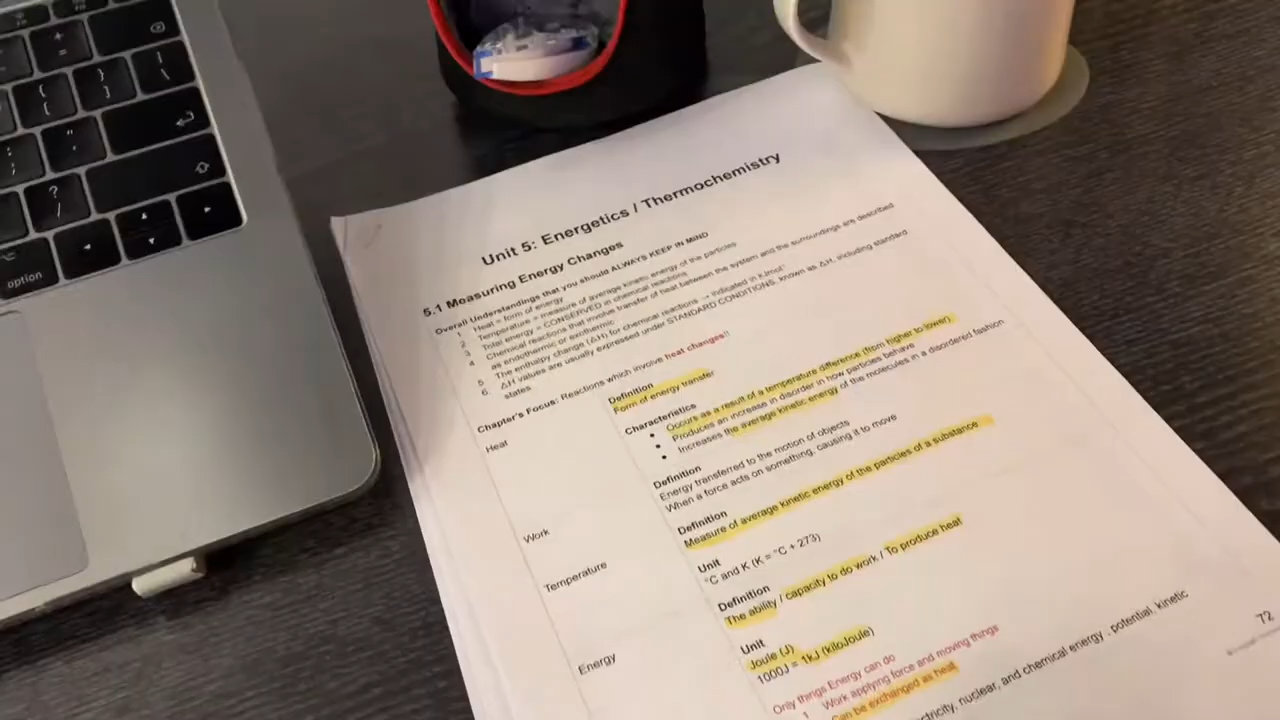 Unit 5: Energetics / Thermochemistry
5.1 Measuring Energy Changes
Overall Understandings that you should ALWAYS KEEP IN MIND
1. Heat = form of energy
2. Temperature = measure of average kinetic energy of the particles
3. Total energy = CONSERVED in chemical reactions
4. Chemical reactions that involve transfer of heat between the system and the surroundings are described
as endothermic or exothermic
5. The enthalpy change (ΔH) for chemical reactions → indicated in kJmol⁻¹
6. ΔH values are usually expressed under STANDARD CONDITIONS, known as ΔH, including standard
states
Chapter's Focus: Reactions which involve heat changes!!
Heat
Definition
Form of energy transfer
Characteristics
• Occurs as a result of a temperature difference (from higher to lower)
• Produces an increase in disorder in how particles behave
• Increases the average kinetic energy of the molecules in a disordered fashion
Work
Definition
Energy transferred to the motion of objects
When a force acts on something, causing it to move
Temperature
Definition
Measure of average kinetic energy of the particles of a substance
Unit
°C and K (K = °C + 273)
Energy
Definition
The ability / capacity to do work / To produce heat
Unit
Joule (J)
1000J = 1kJ (kiloJoule)
Only things Energy can do
1. Work applying force and moving things
Can be exchanged as heat
ectricity, nuclear, and chemical energy, potential, kinetic
72
option